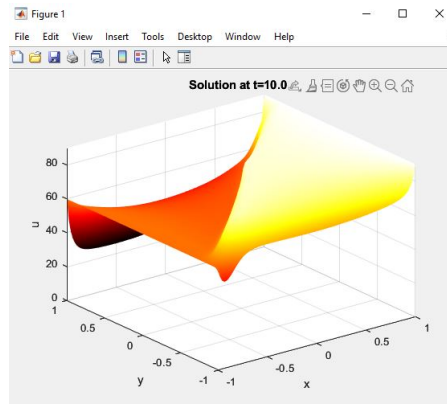 Figure 1
File Edit View Insert Tools Desktop Window Help
Solution at t=10.0
80
60
40
20
0
u
1
0.5
0
-0.5
-1
y
-1
-0.5
0
0.5
1
x